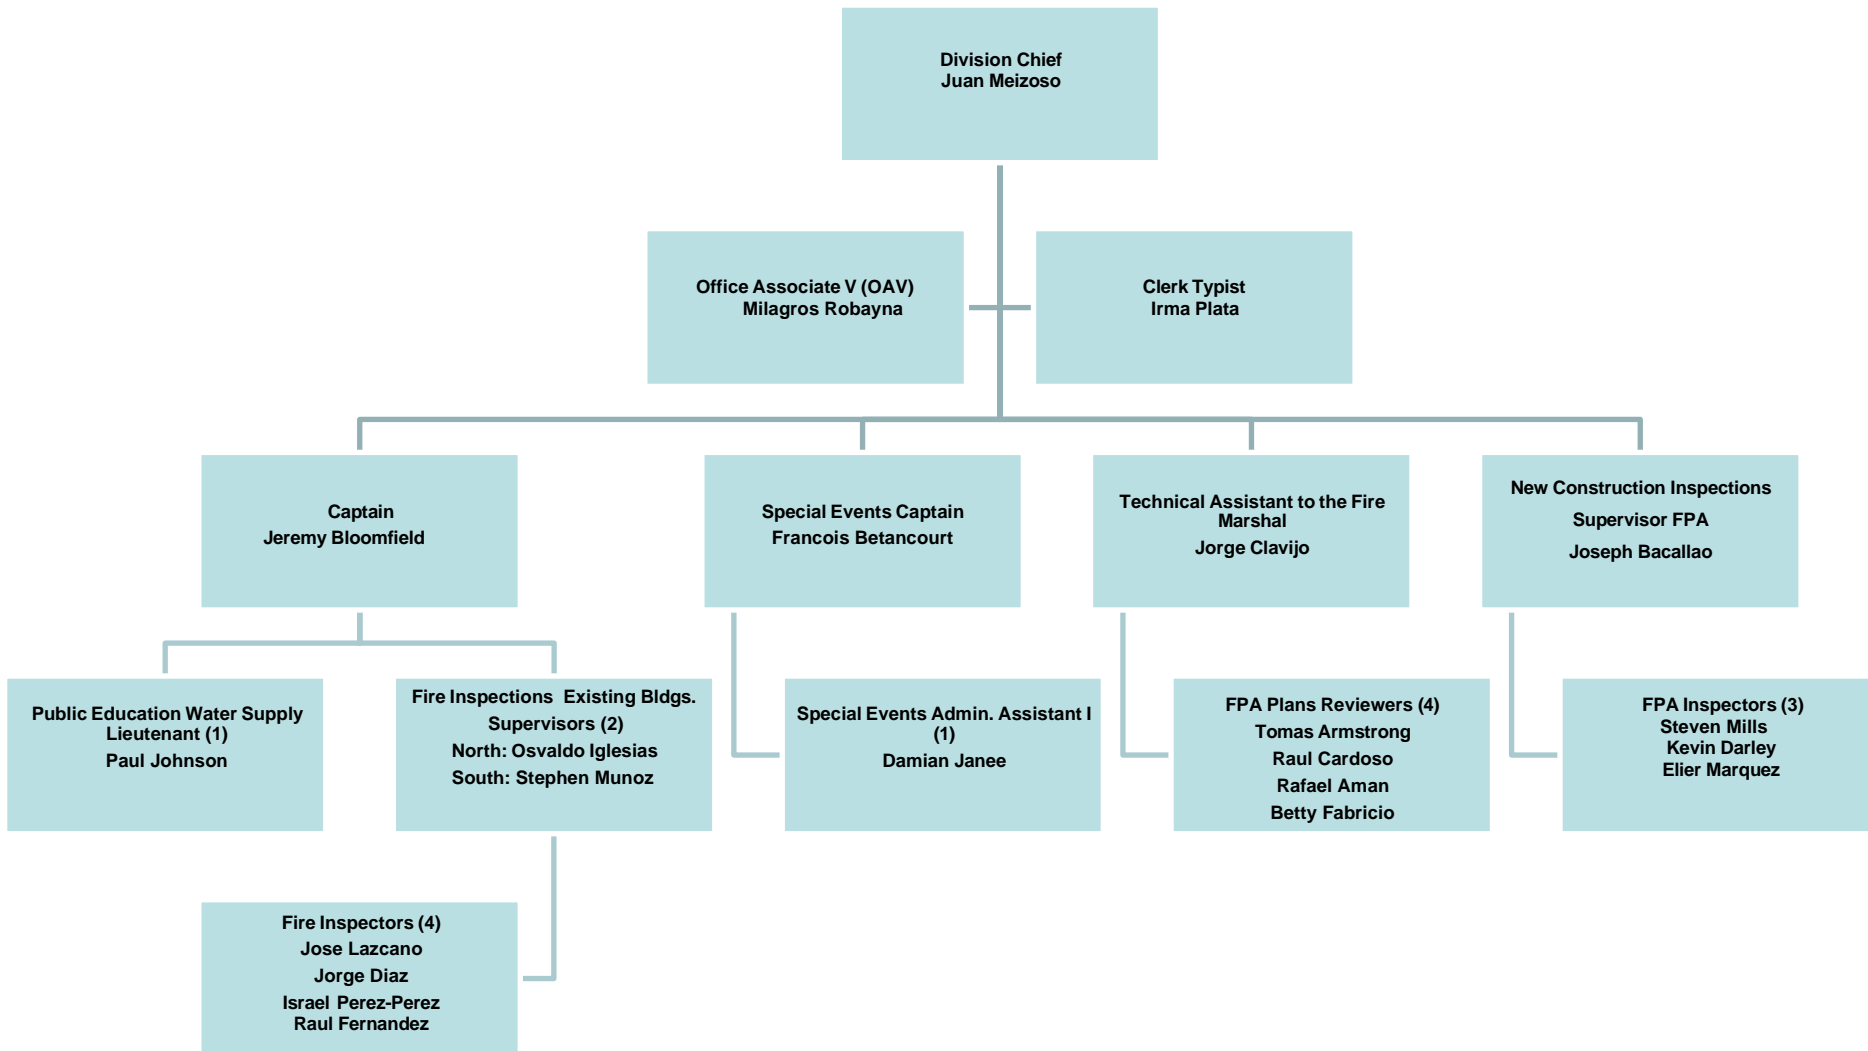 Division Chief
Juan Meizoso
Office Associate V (OAV)
Milagros Robayna
Clerk Typist
Irma Plata
Captain
Jeremy Bloomfield
Special Events Captain
Francois Betancourt
Technical Assistant to the Fire
Marshal
Jorge Clavijo
New Construction Inspections
Supervisor FPA
Joseph Bacallao
Public Education Water Supply
Lieutenant (1)
Paul Johnson
Fire Inspections Existing Bldgs.
Supervisors (2)
North: Osvaldo Iglesias
South: Stephen Munoz
Special Events Admin. Assistant I
(1)
Damian Janee
FPA Plans Reviewers (4)
Tomas Armstrong
Raul Cardoso
Rafael Aman
Betty Fabricio
FPA Inspectors (3)
Steven Mills
Kevin Darley
Elier Marquez
Fire Inspectors (4)
Jose Lazcano
Jorge Diaz
Israel Perez-Perez
Raul Fernandez